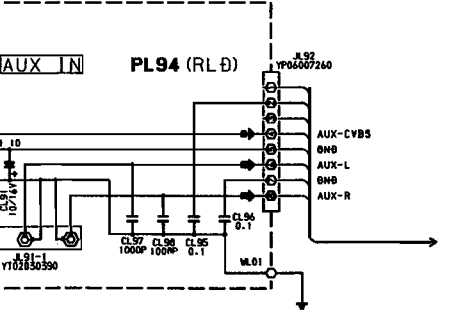 AUX IN
PL94 (RLD)
JL92
YP06007260
10
AUX-CVBS
GND
AUX-L
GND
AUX-R
CL91
10/16V
+
CL97
1000P
CL98
1000P
CL95
0.1
CL96
0.1
JL91-1
YT02030390
WL01